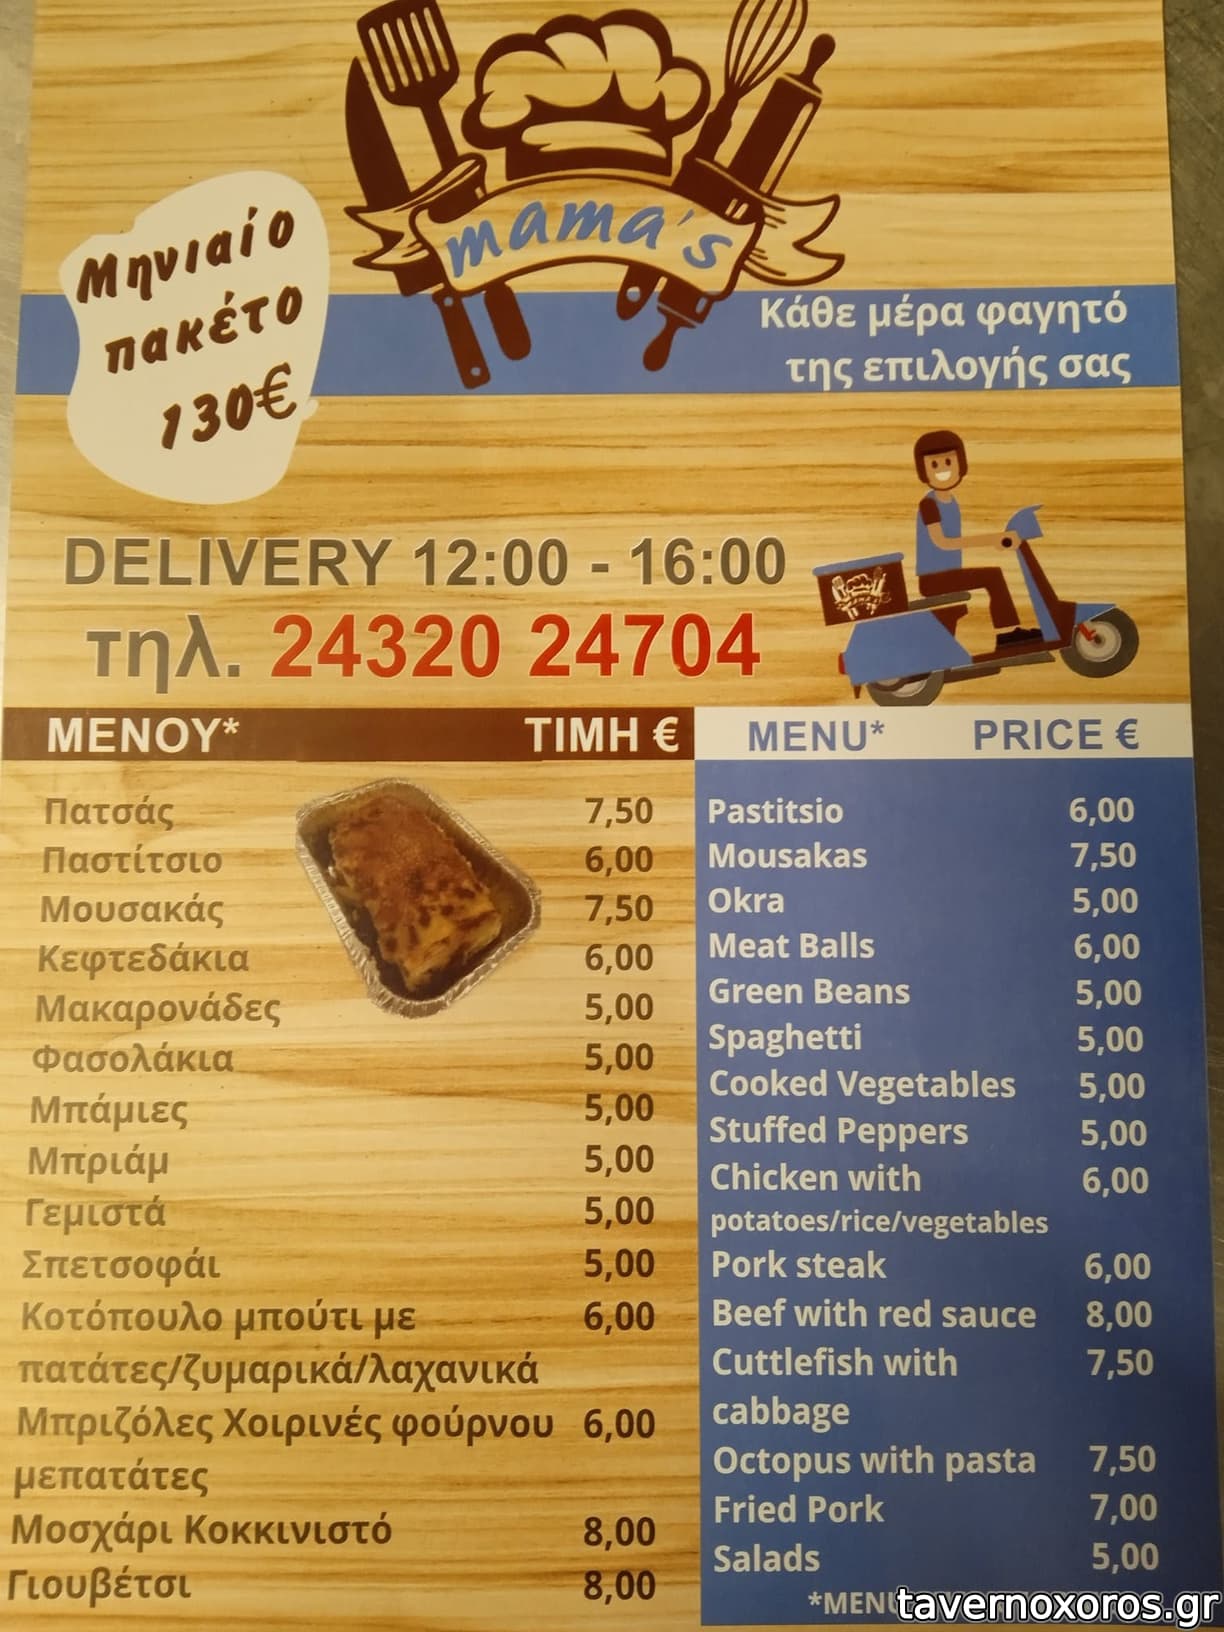 mama's
Μηνιαίο
πακέτο
130€
Κάθε μέρα φαγητό
της επιλογής σας
DELIVERY 12:00 - 16:00
τηλ. 24320 24704
ΜΕΝΟΥ* ΤΙΜΗ €
Πατσάς 7,50
Παστίτσιο 6,00
Μουσακάς 7,50
Κεφτεδάκια 6,00
Μακαρονάδες 5,00
Φασολάκια 5,00
Μπάμιες 5,00
Μπριάμ 5,00
Γεμιστά 5,00
Σπετσοφάι 5,00
Κοτόπουλο μπούτι με 6,00
πατάτες/ζυμαρικά/λαχανικά
Μπριζόλες Χοιρινές φούρνου 6,00
μεπατάτες
Μοσχάρι Κοκκινιστό 8,00
Γιουβέτσι 8,00
MENU* PRICE €
Pastitsio 6,00
Mousakas 7,50
Okra 5,00
Meat Balls 6,00
Green Beans 5,00
Spaghetti 5,00
Cooked Vegetables 5,00
Stuffed Peppers 5,00
Chicken with 6,00
potatoes/rice/vegetables
Pork steak 6,00
Beef with red sauce 8,00
Cuttlefish with 7,50
cabbage
Octopus with pasta 7,50
Fried Pork 7,00
Salads 5,00
*MENU
tavernoxoros.gr